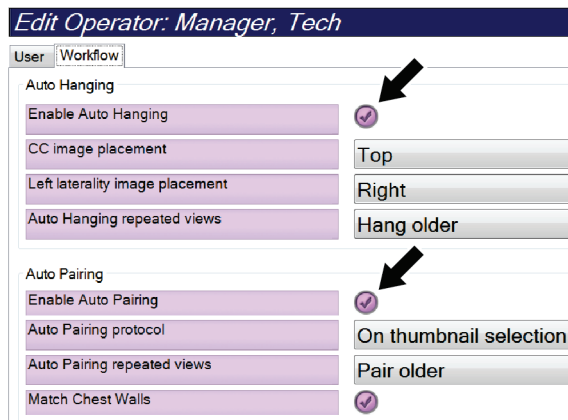 Edit Operator: Manager, Tech
User Workflow
Auto Hanging
Enable Auto Hanging
CC image placement Top
Left laterality image placement Right
Auto Hanging repeated views Hang older
Auto Pairing
Enable Auto Pairing
Auto Pairing protocol On thumbnail selection
Auto Pairing repeated views Pair older
Match Chest Walls